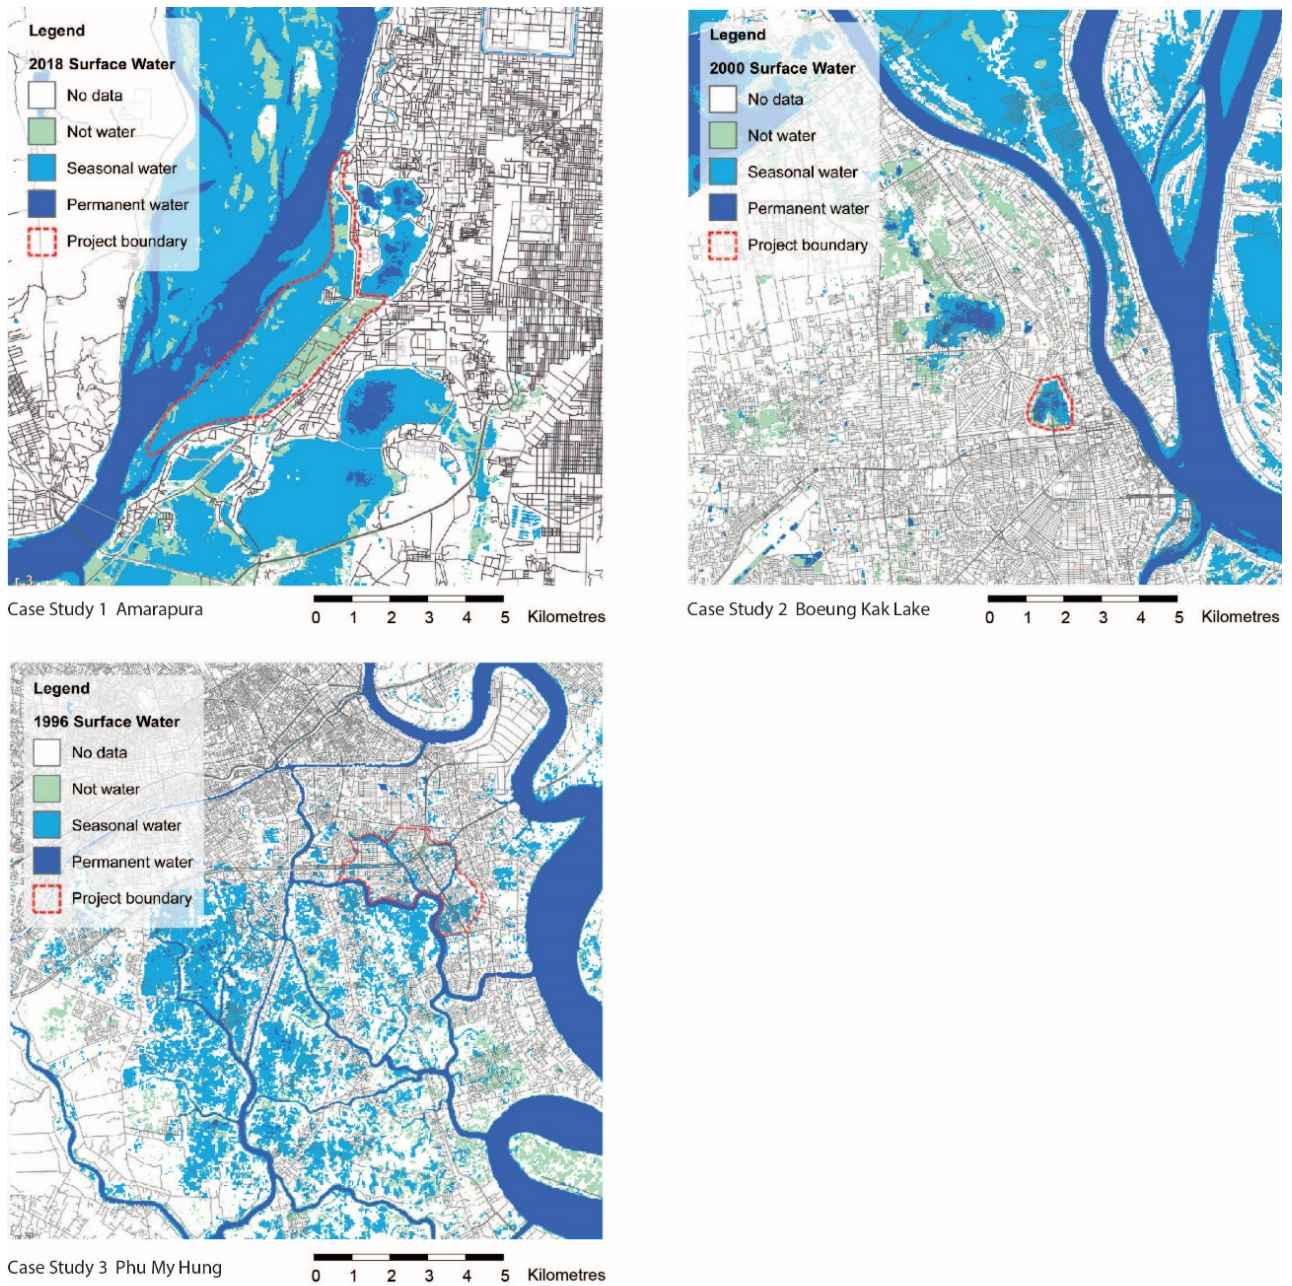 Legend
2018 Surface Water
No data
Not water
Seasonal water
Permanent water
Project boundary
Case Study 1 Amarapura
0 1 2 3 4 5 Kilometres
Legend
2000 Surface Water
No data
Not water
Seasonal water
Permanent water
Project boundary
Case Study 2 Boeung Kak Lake
0 1 2 3 4 5 Kilometres
Legend
1996 Surface Water
No data
Not water
Seasonal water
Permanent water
Project boundary
Case Study 3 Phu My Hung
0 1 2 3 4 5 Kilometres